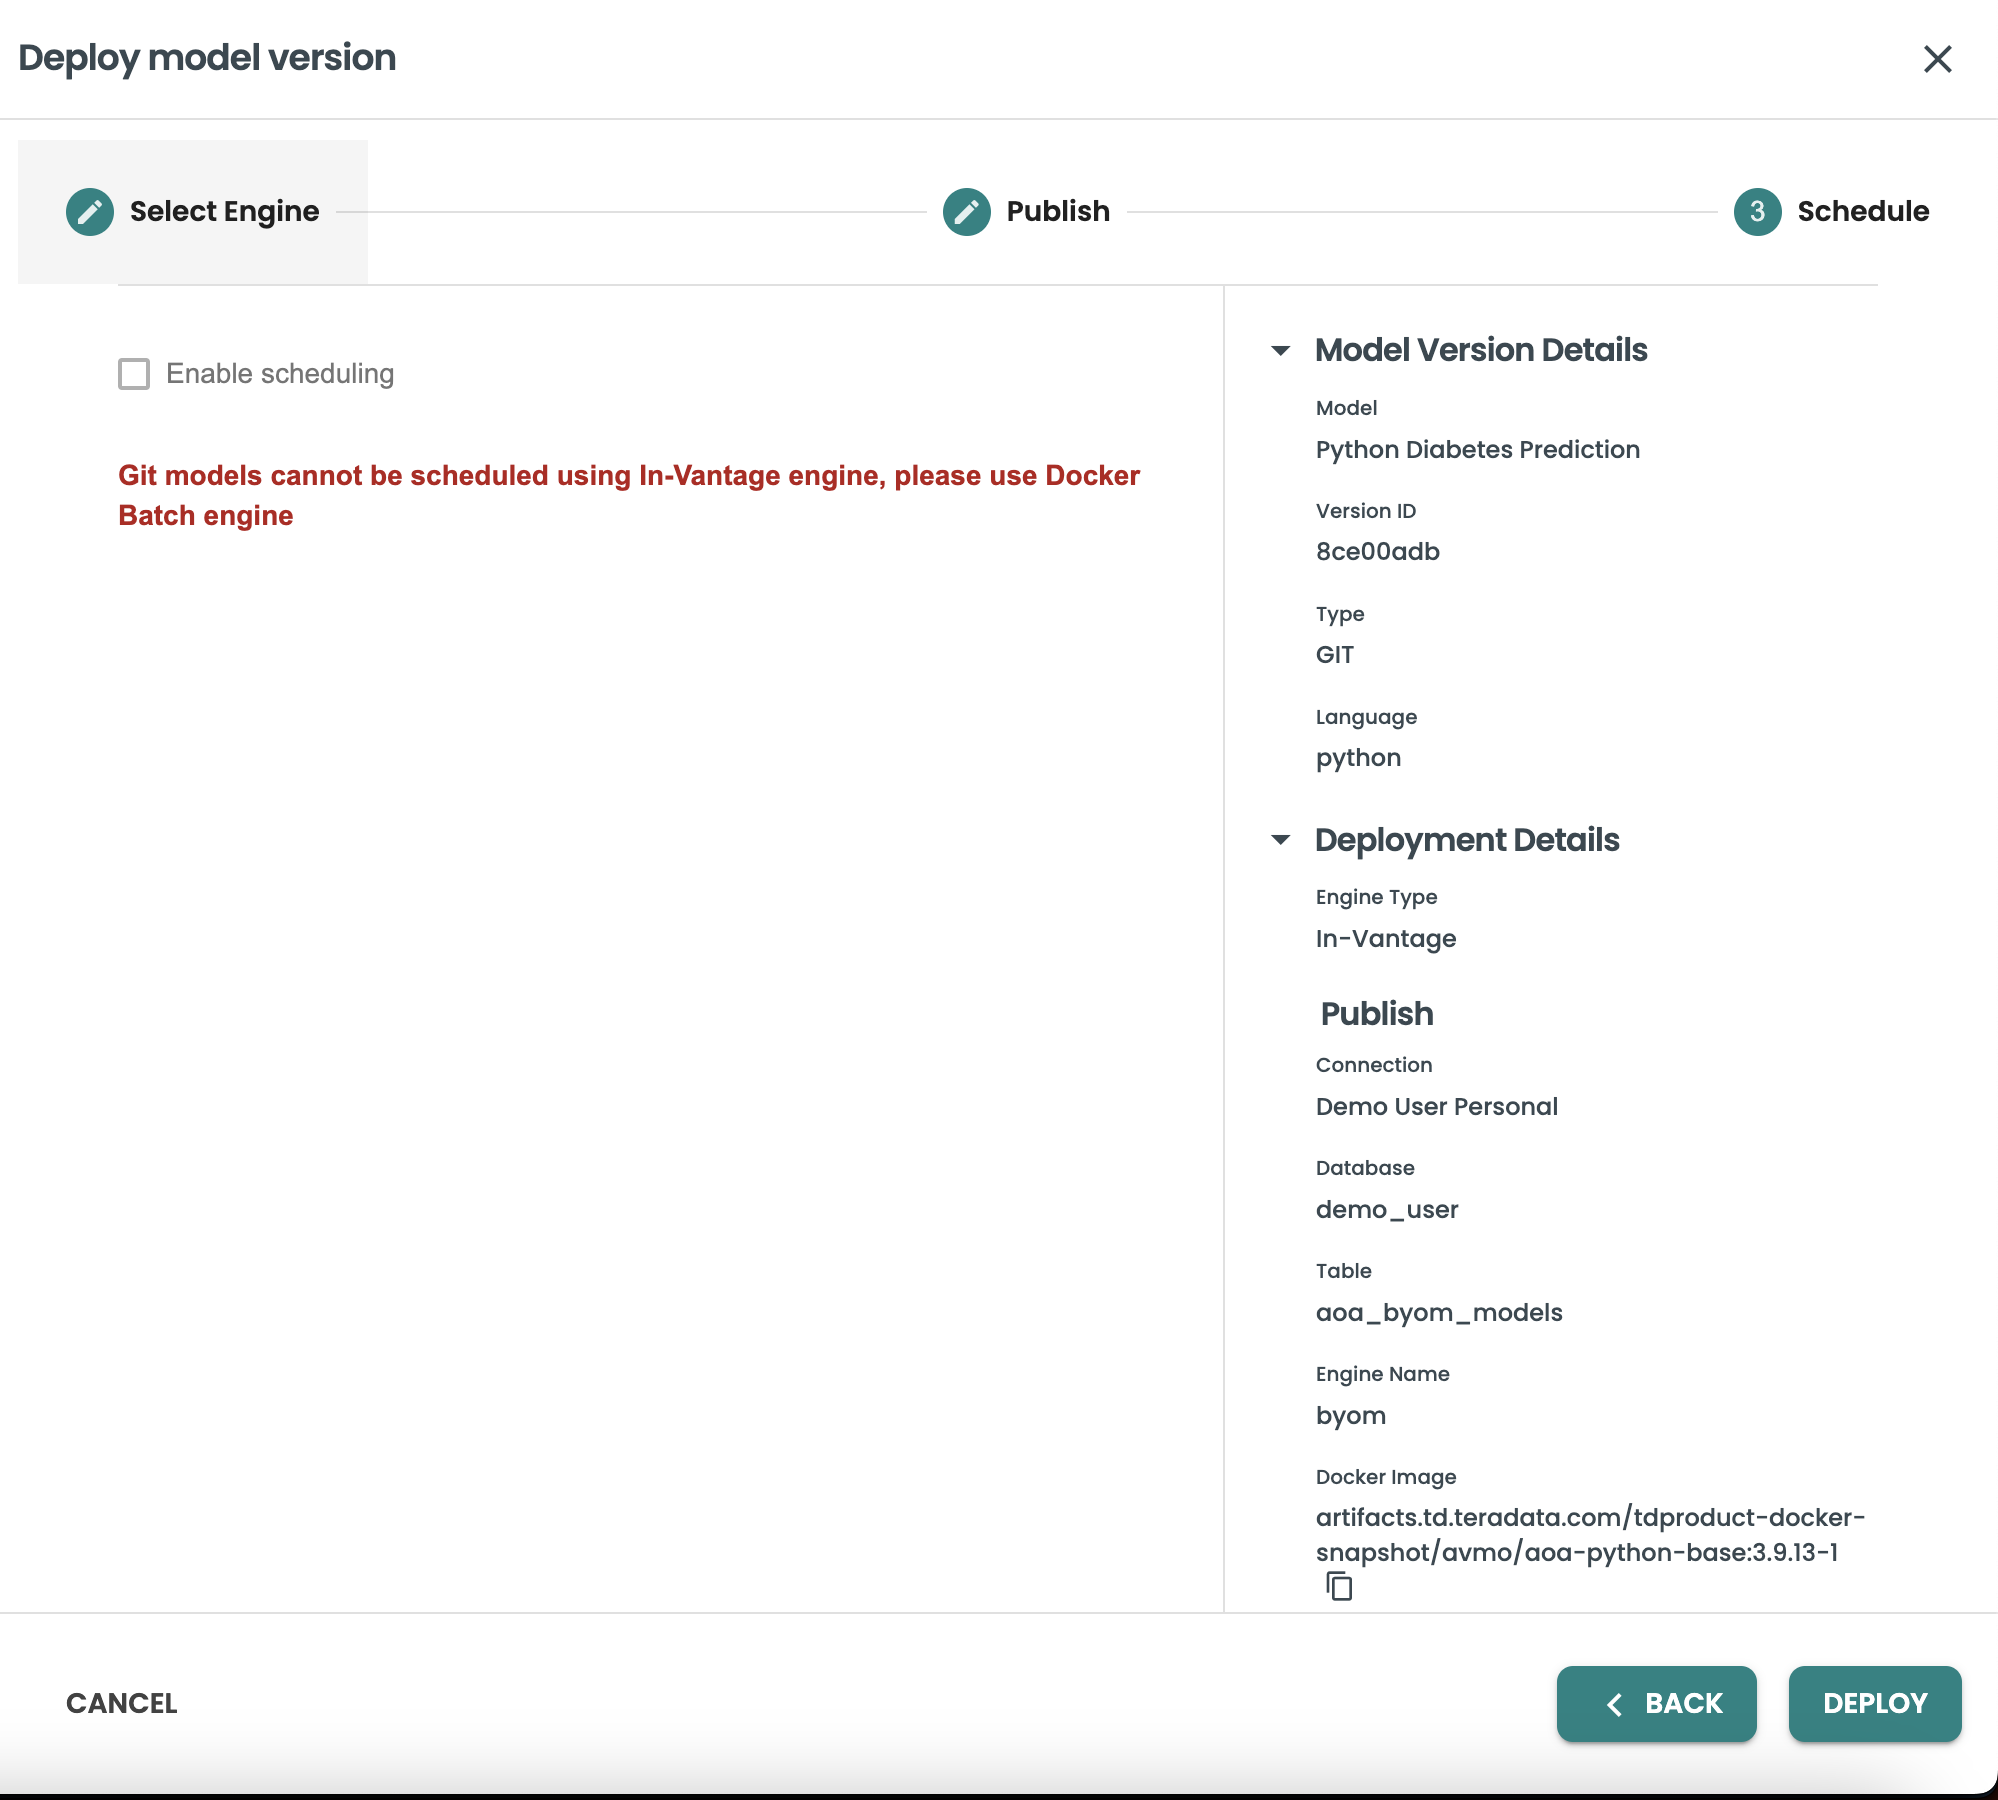 Deploy model version
Select Engine
Publish
3 Schedule
Enable scheduling
Git models cannot be scheduled using In-Vantage engine, please use Docker
Batch engine
Model Version Details
Model
Python Diabetes Prediction
Version ID
8ce00adb
Type
GIT
Language
python
Deployment Details
Engine Type
In-Vantage
Publish
Connection
Demo User Personal
Database
demo_user
Table
aoa_byom_models
Engine Name
byom
Docker Image
artifacts.td.teradata.com/tdproduct-docker-
snapshot/avmo/aoa-python-base:3.9.13-1
CANCEL
BACK
DEPLOY